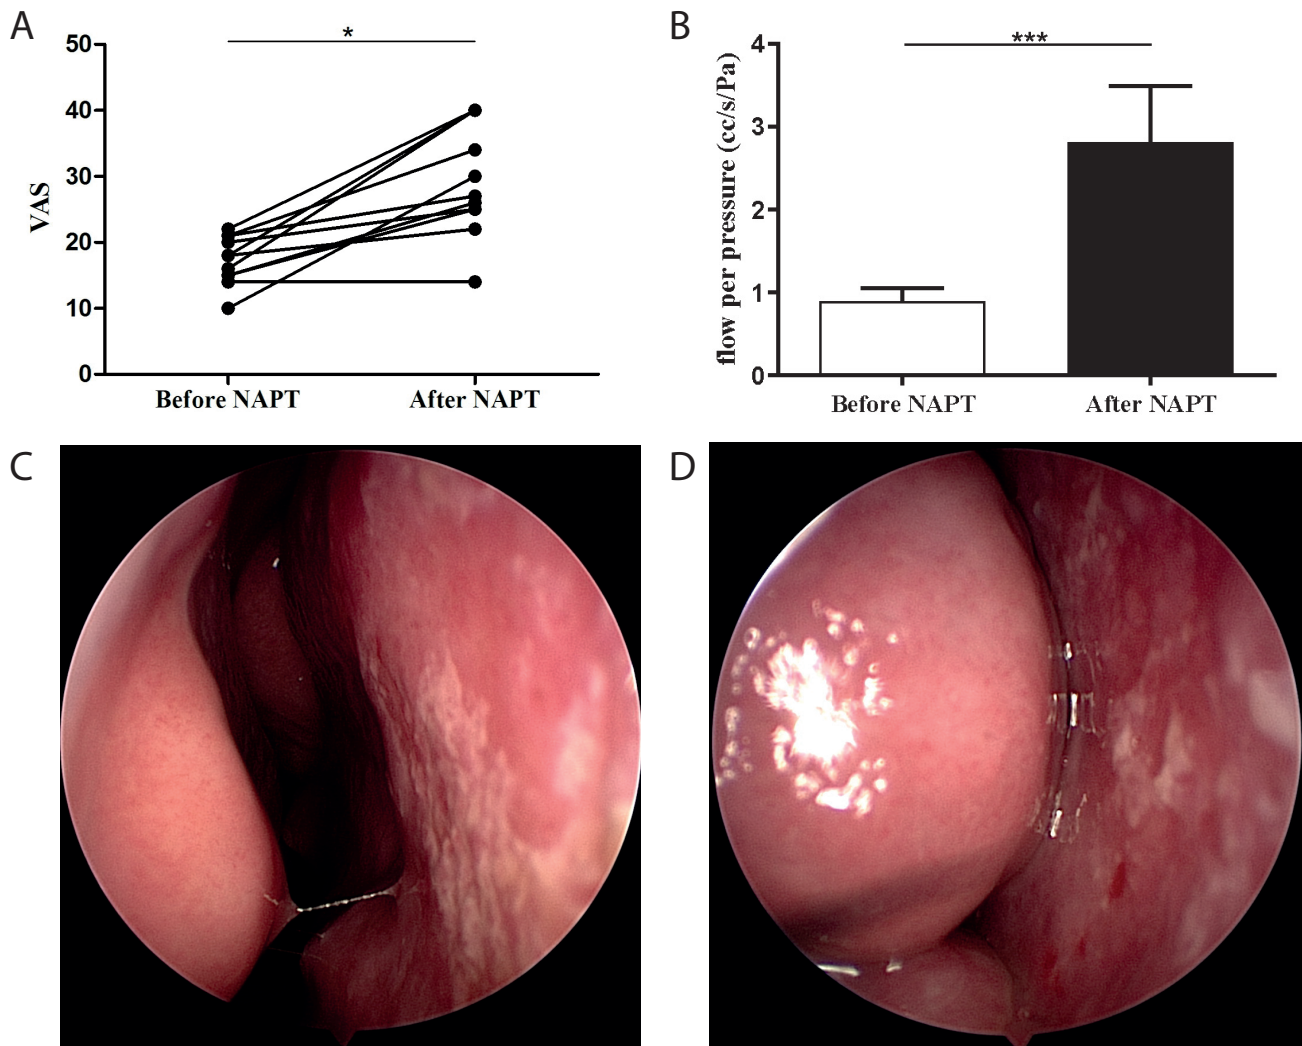 A
*
50
40
30
20
10
0
VAS
Before NAPT
After NAPT
B
***
4
3
2
1
0
flow per pressure (cc/s/Pa)
Before NAPT
After NAPT
C
D